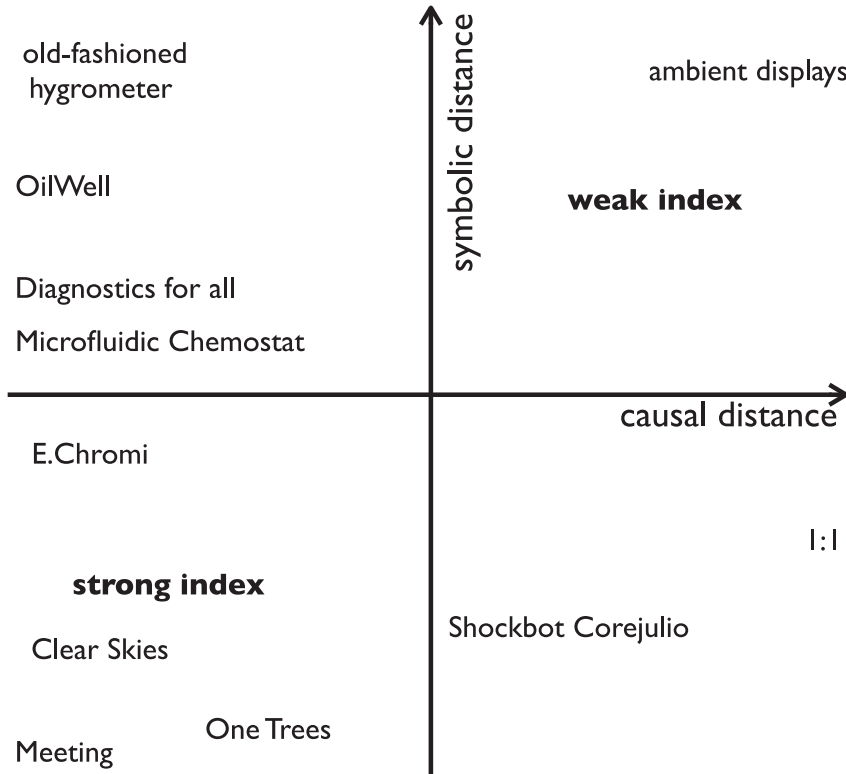 old-fashioned
hygrometer
symbolic distance
ambient displays
OilWell
weak index
Diagnostics for all
Microfluidic Chemostat
causal distance
E.Chromi
1:1
strong index
Shockbot Corejulio
Clear Skies
One Trees
Meeting